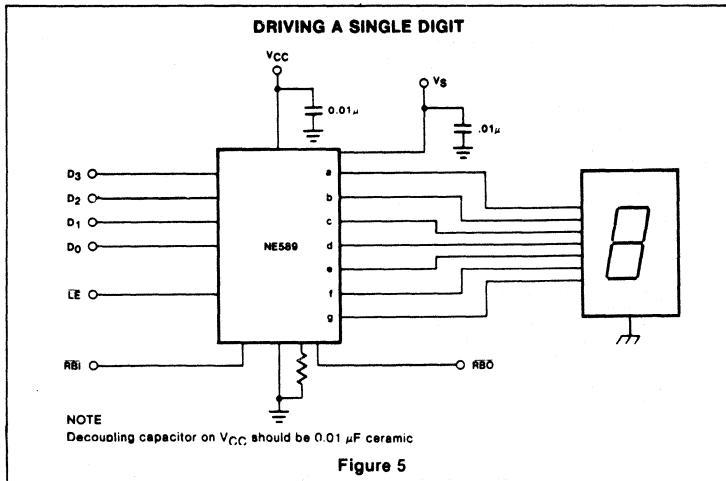 DRIVING A SINGLE DIGIT
VCC
0.01μ
VS
.01μ
D3
D2
D1
D0
LE
RBI
NE589
a
b
c
d
e
f
g
RBO
NOTE
Decoupling capacitor on VCC should be 0.01 μF ceramic
Figure 5